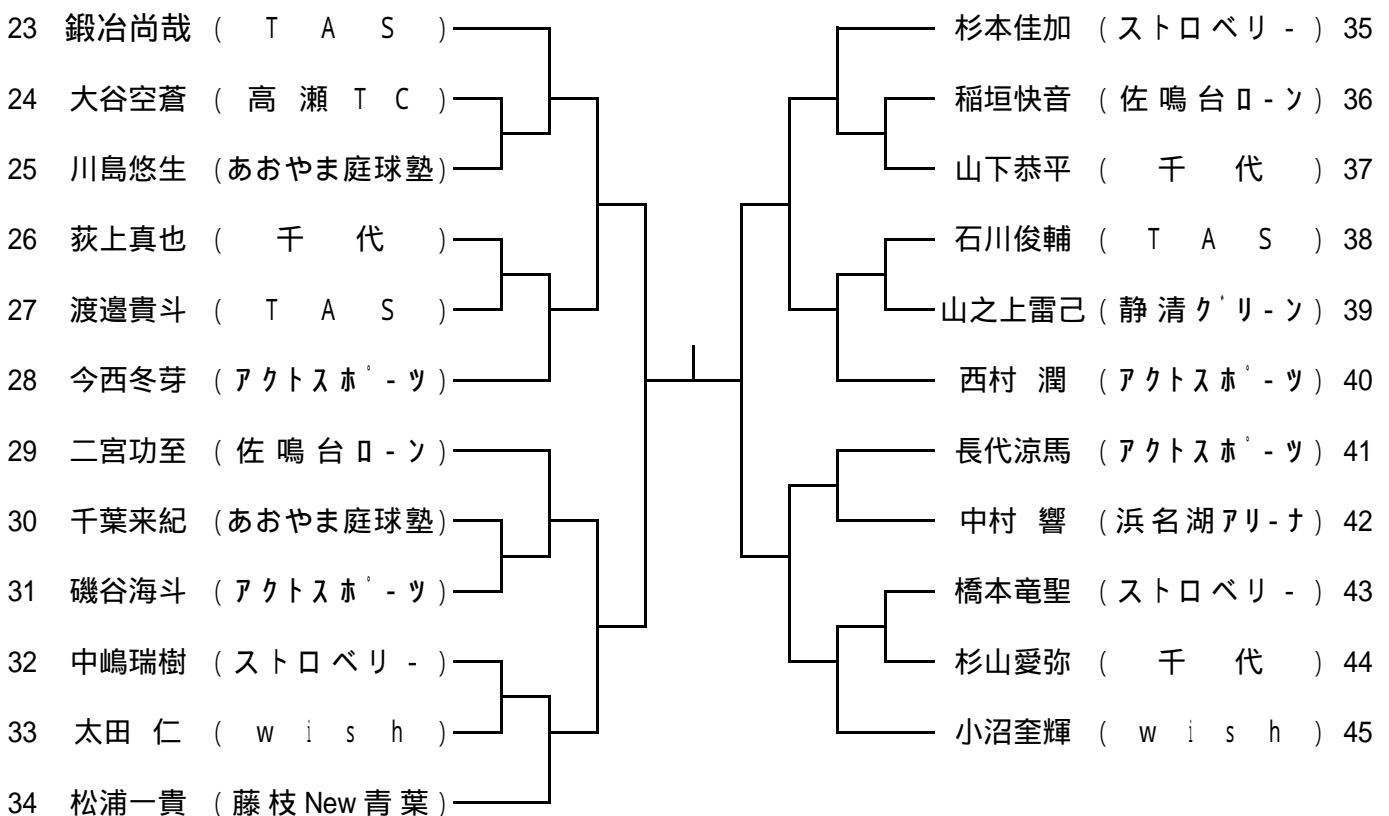 23 鍛冶尚哉 ( T A S )
24 大谷空蒼 ( 高 瀬 T C )
25 川島悠生 (あおやま庭球塾)
26 荻上真也 ( 千 代 )
27 渡邉貴斗 ( T A S )
28 今西冬芽 (アクトスホ゜-ツ)
29 二宮功至 ( 佐 鳴 台 ロ - ン )
30 千葉来紀 (あおやま庭球塾)
31 磯谷海斗 (アクトスホ゜-ツ)
32 中嶋瑞樹 (ストロベリ - )
33 太田 仁 ( w i s h )
34 松浦一貴 ( 藤 枝 New 青 葉 )
杉本佳加 (ストロベリ - ) 35
稲垣快音 ( 佐 鳴 台 ロ - ン ) 36
山下恭平 ( 千 代 ) 37
石川俊輔 ( T A S ) 38
山之上雷己 ( 静 清 グリ - ン ) 39
西村 潤 (アクトスホ゜-ツ) 40
長代涼馬 (アクトスホ゜-ツ) 41
中村 響 ( 浜 名 湖 アリ - ナ ) 42
橋本竜聖 (ストロベリ - ) 43
杉山愛弥 ( 千 代 ) 44
小沼奎輝 ( w i s h ) 45